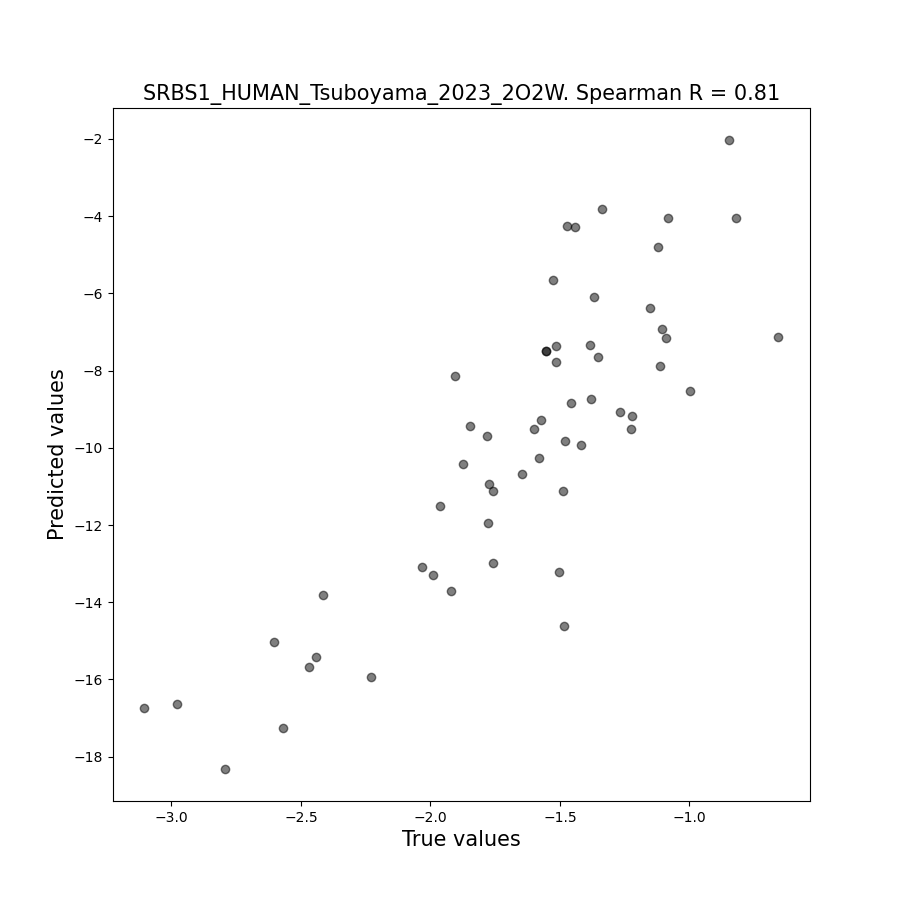 SRBS1_HUMAN_Tsuboyama_2023_2O2W. Spearman R = 0.81
−2
−4
−6
−8
−10
−12
−14
−16
−18
Predicted values
−3.0 −2.5 −2.0 −1.5 −1.0
True values